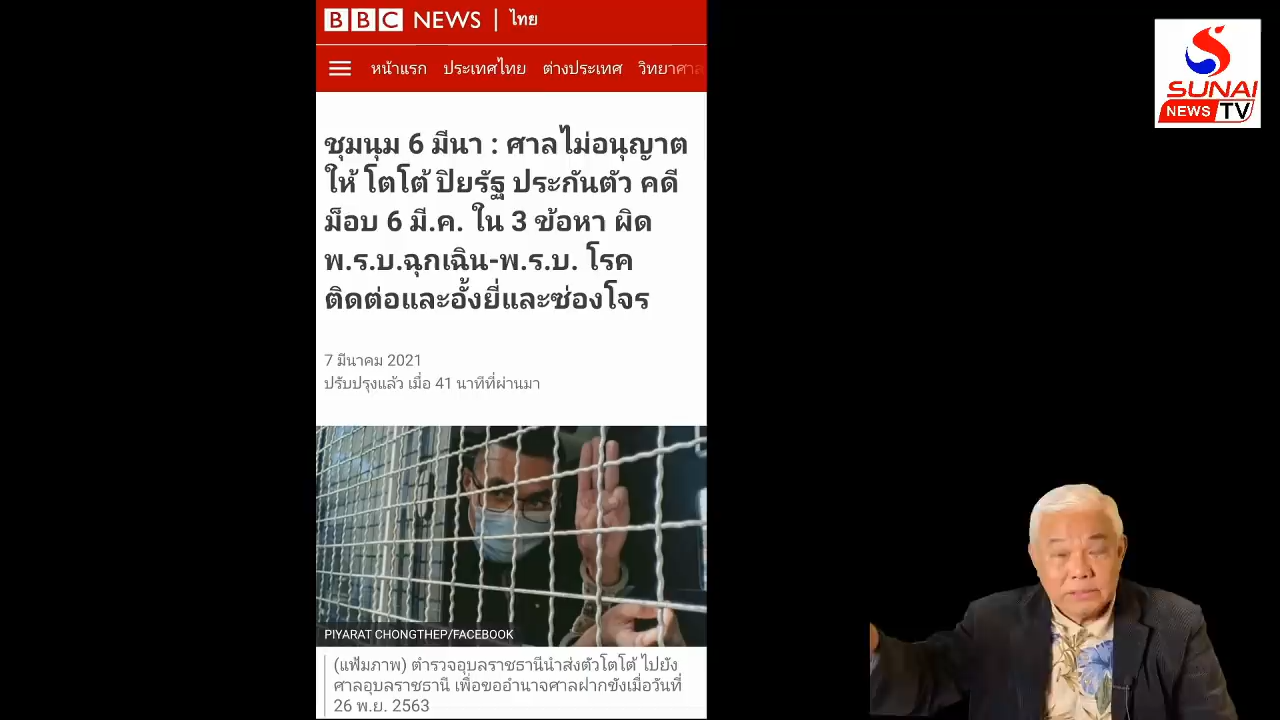 BBC NEWS | ไทย
หน้าแรก ประเทศไทย ต่างประเทศ วิทยาศาส
ชุมนุม 6 มีนา : ศาลไม่อนุญาต
ให้ โตโต้ ปิยรัฐ ประกันตัว คดี
ม็อบ 6 มี.ค. ใน 3 ข้อหา ผิด
พ.ร.บ.ฉุกเฉิน-พ.ร.บ. โรค
ติดต่อและอั้งยี่และซ่องโจร
7 มีนาคม 2021
ปรับปรุงแล้ว เมื่อ 41 นาทีที่ผ่านมา
PIYARAT CHONGTHEP/FACEBOOK
(แฟ้มภาพ) ตำรวจอุบลราชธานีนำส่งตัวโตโต้ ไปยัง
ศาลอุบลราชธานี เพื่อขออำนาจศาลฝากขังเมื่อวันที่
26 พ.ย. 2563
SUNAI
NEWS TV